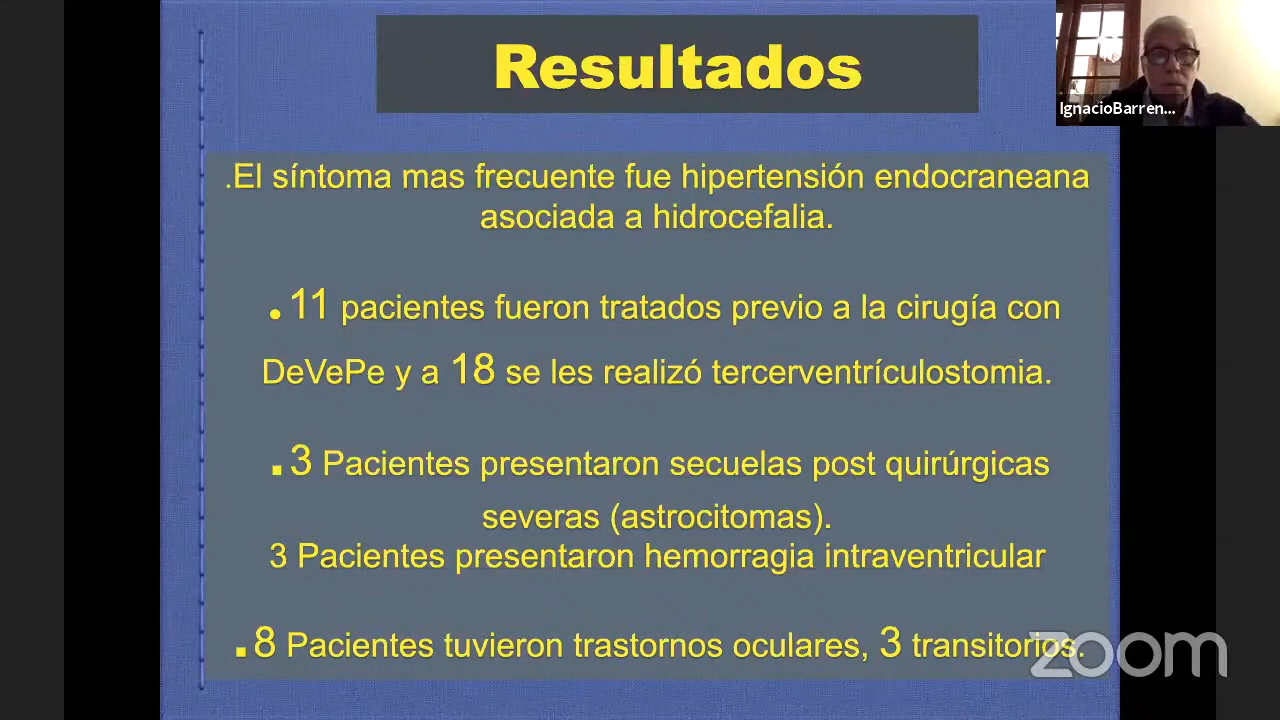 Resultados
IgnacioBarren...
.El síntoma mas frecuente fue hipertensión endocraneana
asociada a hidrocefalia.
.11 pacientes fueron tratados previo a la cirugía con
DeVePe y a 18 se les realizó tercerventrículostomia.
.3 Pacientes presentaron secuelas post quirúrgicas
severas (astrocitomas).
3 Pacientes presentaron hemorragia intraventricular
.8 Pacientes tuvieron trastornos oculares, 3 transitorios.
zoom